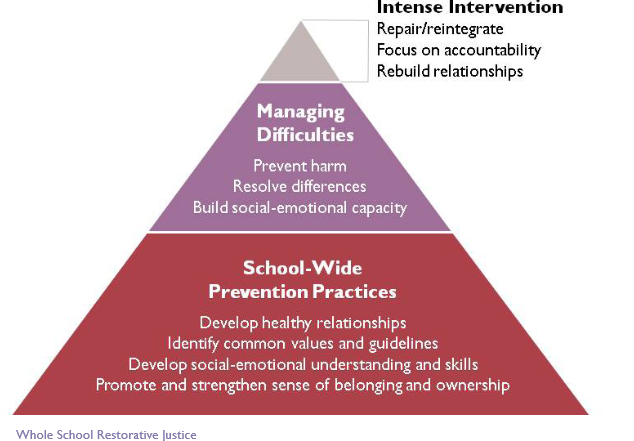 Intense Intervention
Repair/reintegrate
Focus on accountability
Rebuild relationships
Managing
Difficulties
Prevent harm
Resolve differences
Build social-emotional capacity
School-Wide
Prevention Practices
Develop healthy relationships
Identify common values and guidelines
Develop social-emotional understanding and skills
Promote and strengthen sense of belonging and ownership
Whole School Restorative Justice